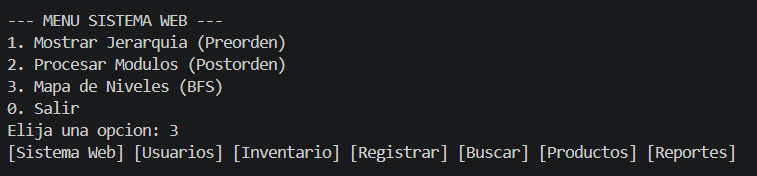 --- MENU SISTEMA WEB ---
1. Mostrar Jerarquia (Preorden)
2. Procesar Modulos (Postorden)
3. Mapa de Niveles (BFS)
0. Salir
Elija una opcion: 3
[Sistema Web] [Usuarios] [Inventario] [Registrar] [Buscar] [Productos] [Reportes]